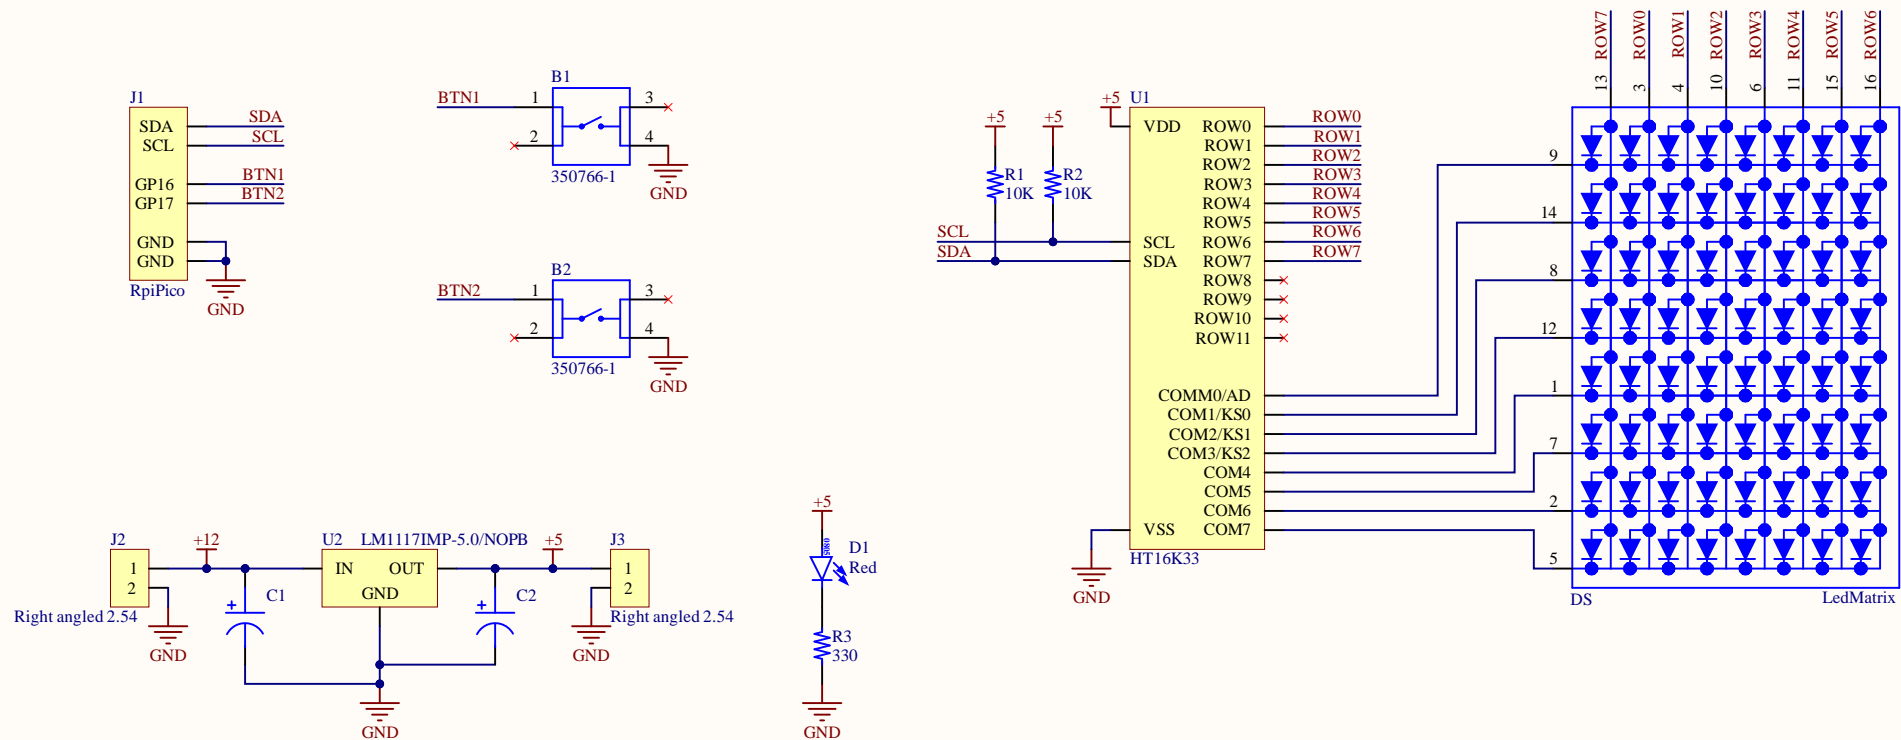 J1
SDA SDA
SCL SCL
GP16 BTN1
GP17 BTN2
GND
GND
RpiPico
GND
B1
BTN1 1 3
2 4
350766-1
GND
B2
BTN2 1 3
2 4
350766-1
GND
J2
1
2
Right angled 2.54
GND
+12
U2 LM1117IMP-5.0/NOPB
IN OUT
GND
C1
C2
GND
+5
J3
1
2
Right angled 2.54
GND
+5
0805
D1
Red
R3
330
GND
+5 +5
R1 R2
10K 10K
SCL
SDA
+5
U1
VDD ROW0 ROW0
ROW1 ROW1
ROW2 ROW2
ROW3 ROW3
ROW4 ROW4
ROW5 ROW5
SCL ROW6 ROW6
SDA ROW7 ROW7
ROW8
ROW9
ROW10
ROW11
COMM0/AD
COM1/KS0
COM2/KS1
COM3/KS2
COM4
COM5
COM6
VSS COM7
HT16K33
GND
ROW7 ROW0 ROW1 ROW2 ROW3 ROW4 ROW5 ROW6
13 3 4 10 6 11 15 16
9
14
8
12
1
7
2
5
DS LedMatrix